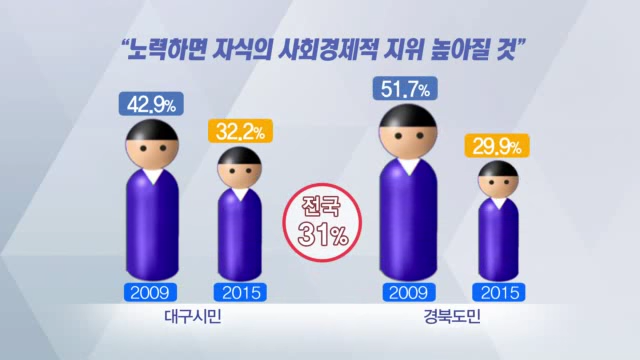 “노력하면 자식의 사회경제적 지위 높아질 것”
42.9%
32.2%
51.7%
29.9%
전국
31%
2009
2015
2009
2015
대구시민
경북도민